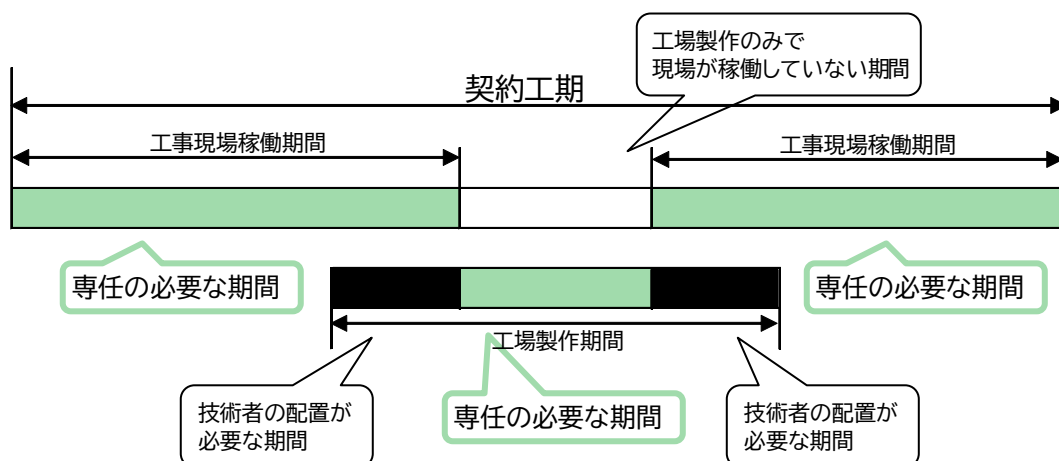 工場製作のみで
現場が稼働していない期間
契約工期
工事現場稼働期間
工事現場稼働期間
専任の必要な期間
専任の必要な期間
工場製作期間
技術者の配置が
必要な期間
専任の必要な期間
技術者の配置が
必要な期間